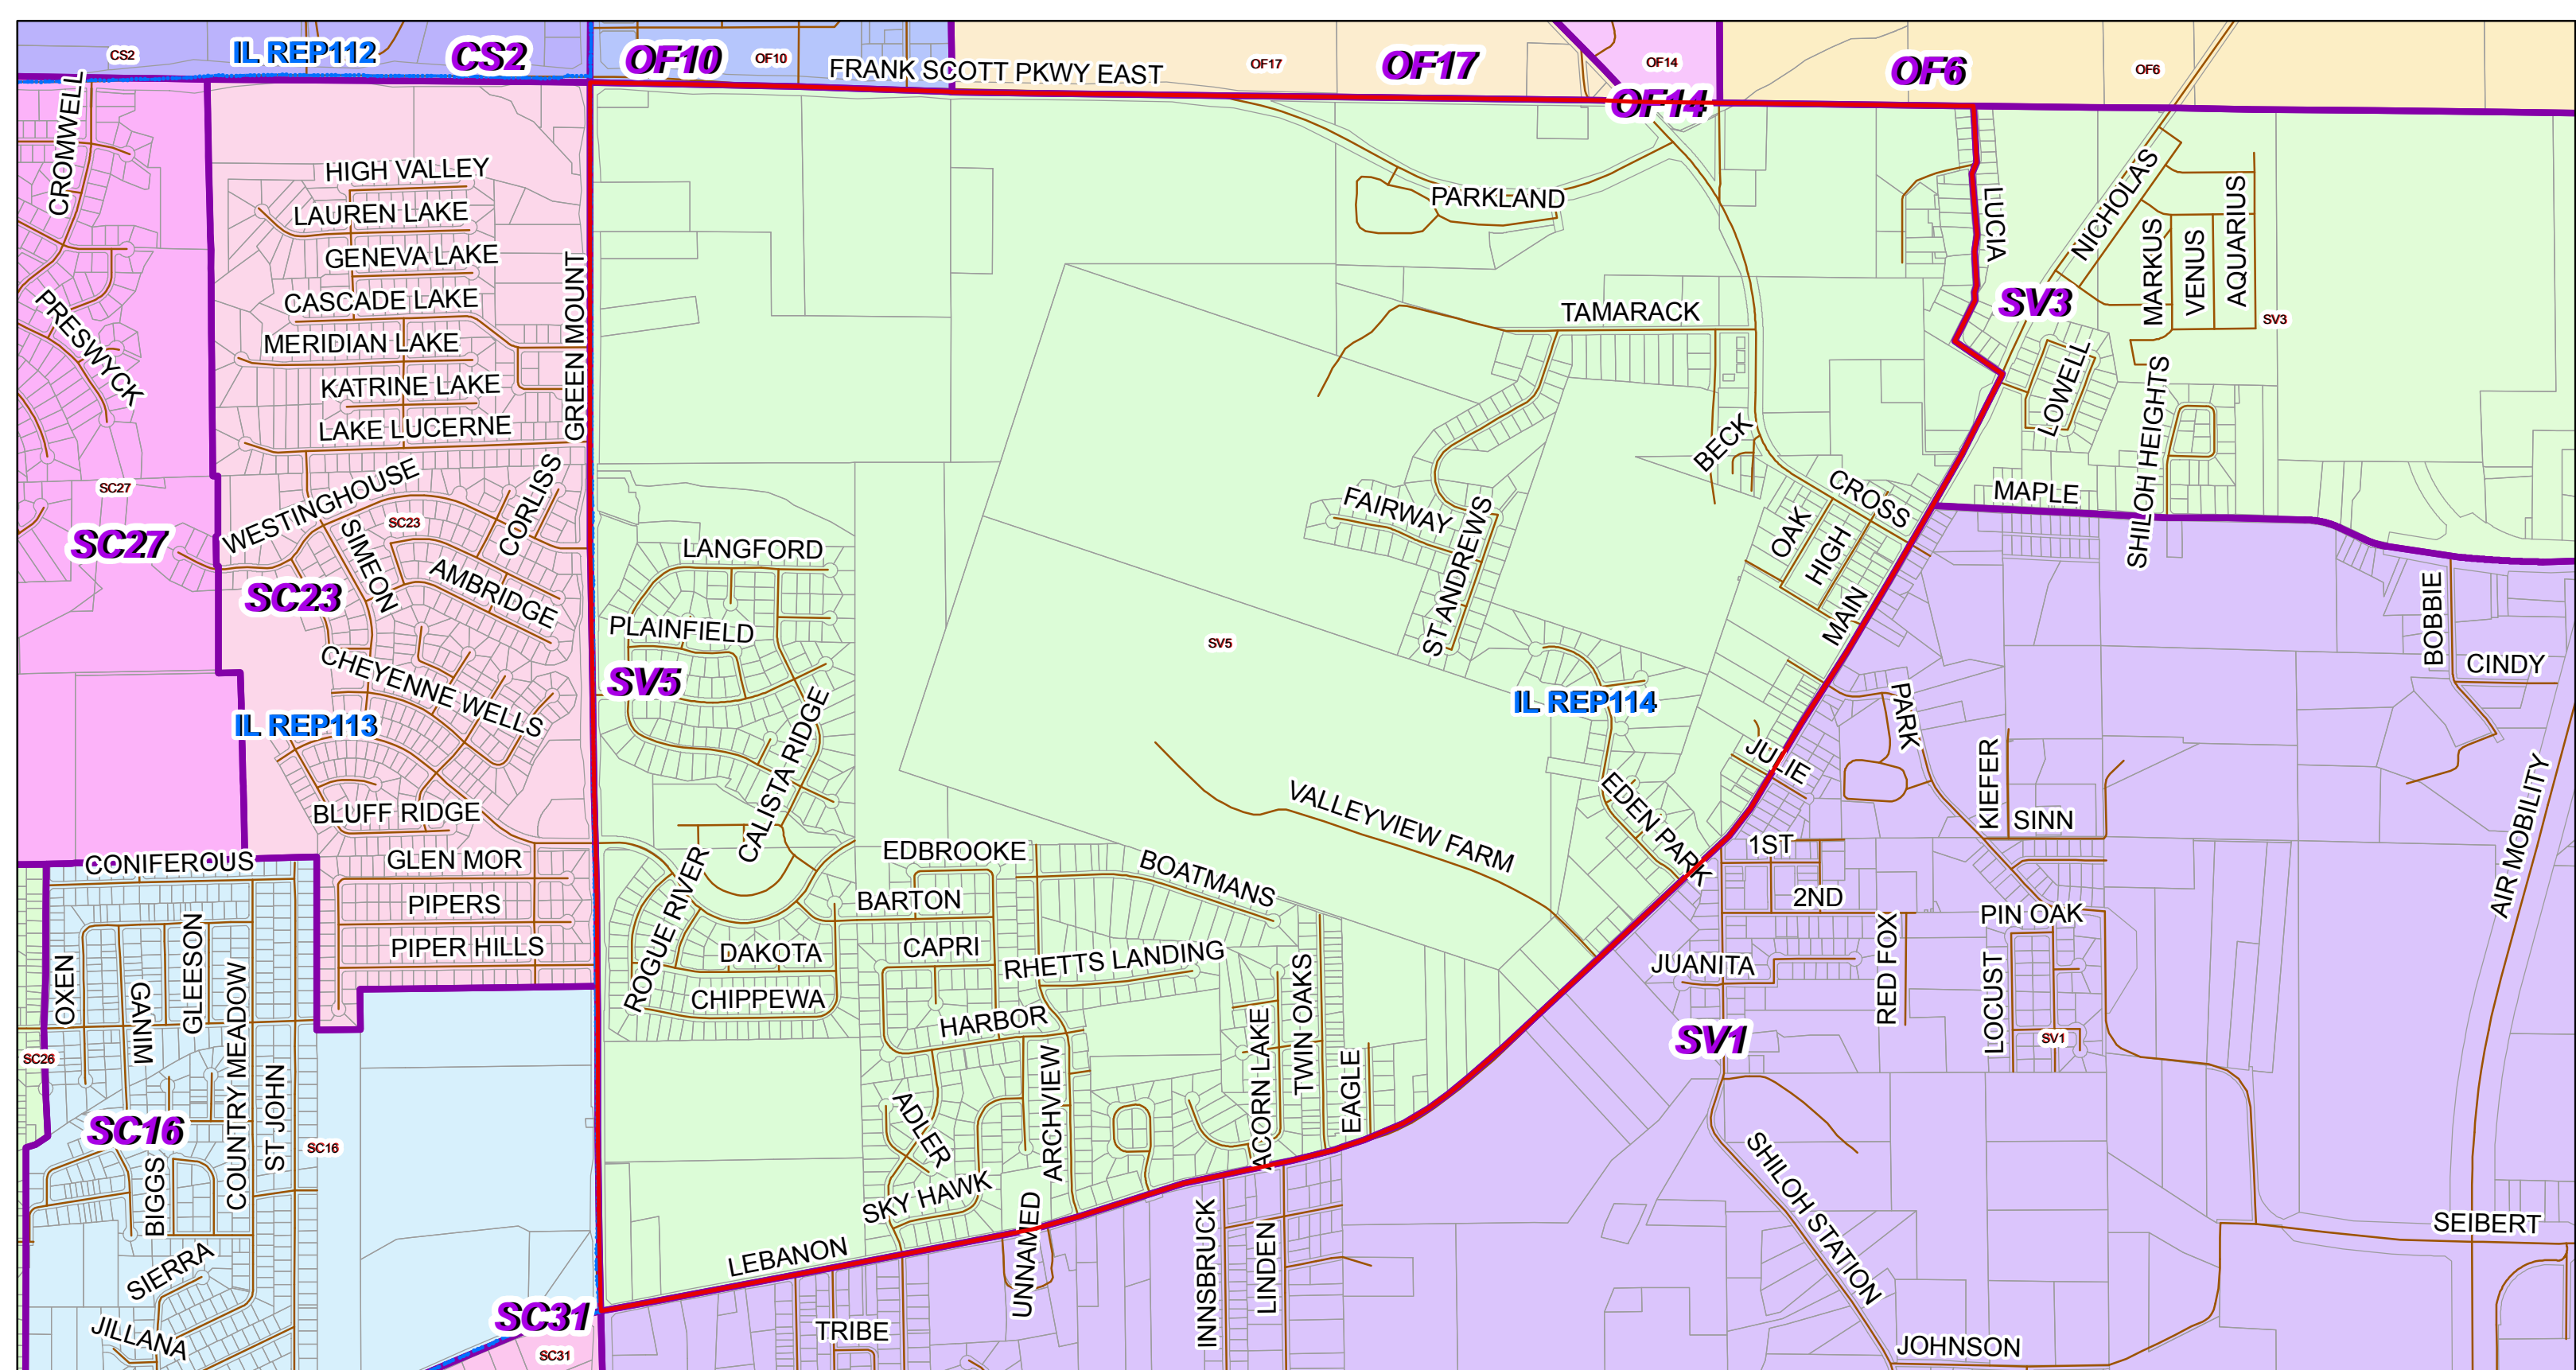 CS2
IL REP112
CS2
OF10
OF10
FRANK SCOTT PKWY EAST
OF17
OF17
OF14
OF14
OF6
OF6
CROMWELL
HIGH VALLEY
LAUREN LAKE
GENEVA LAKE
CASCADE LAKE
MERIDIAN LAKE
KATRINE LAKE
LAKE LUCERNE
GREEN MOUNT
PRESWYCK
PARKLAND
LUCIA
NICHOLAS
MARKUS
VENUS
AQUARIUS
SV3
SV3
TAMARACK
LOWELL
SHILOH HEIGHTS
BECK
CROSS
MAPLE
SC27
SC27
WESTINGHOUSE
SC23
CORLISS
SIMEON
AMBRIDGE
SC23
FAIRWAY
ST ANDREWS
OAK
HIGH
MAIN
LANGFORD
PLAINFIELD
SV5
SV5
CALISTA RIDGE
CHEYENNE WELLS
IL REP113
IL REP114
BOBBIE
CINDY
PARK
JULIE
KIEFER
SINN
AIR MOBILITY
BLUFF RIDGE
VALLEYVIEW FARM
EDEN PARK
1ST
2ND
CONIFEROUS
GLEN MOR
PIPERS
PIPER HILLS
ROGUE RIVER
EDBROOKE
BARTON
BOATMANS
DAKOTA
CAPRI
RHETTS LANDING
CHIPPEWA
HARBOR
JUANITA
RED FOX
PIN OAK
LOCUST
SV1
SV1
OXEN
GANIM
GLEESON
COUNTRY MEADOW
ST JOHN
SC26
SC16
SC16
BIGGS
SIERRA
JILLANA
ADLER
ARCHVIEW
ACORN LAKE
TWIN OAKS
EAGLE
SKY HAWK
LEBANON
UNNAMED
INNSBRUCK
LINDEN
SHILOH STATION
SEIBERT
SC31
SC31
TRIBE
JOHNSON